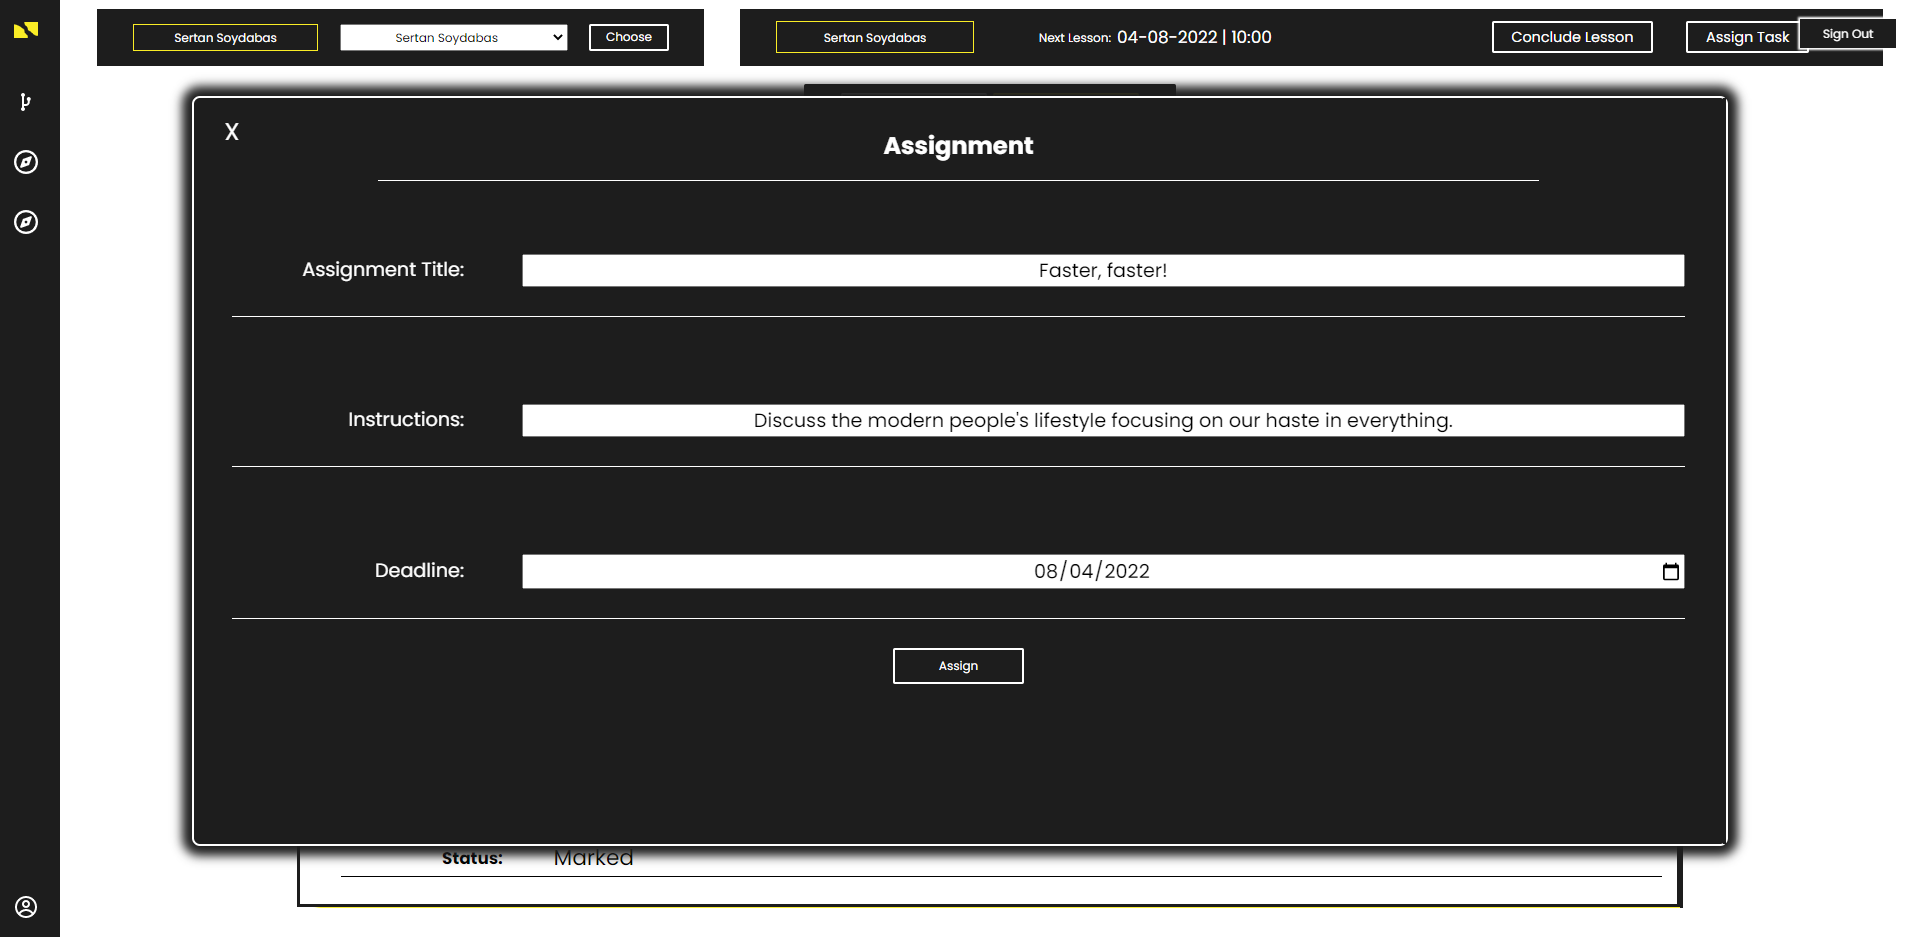 Sertan Soydabas
Sertan Soydabas
Choose
Sertan Soydabas
Next Lesson: 04-08-2022 | 10:00
Conclude Lesson
Assign Task
Sign Out
X
Assignment
Assignment Title:
Faster, faster!
Instructions:
Discuss the modern people's lifestyle focusing on our haste in everything.
Deadline:
08/04/2022
Assign
Status:
Marked